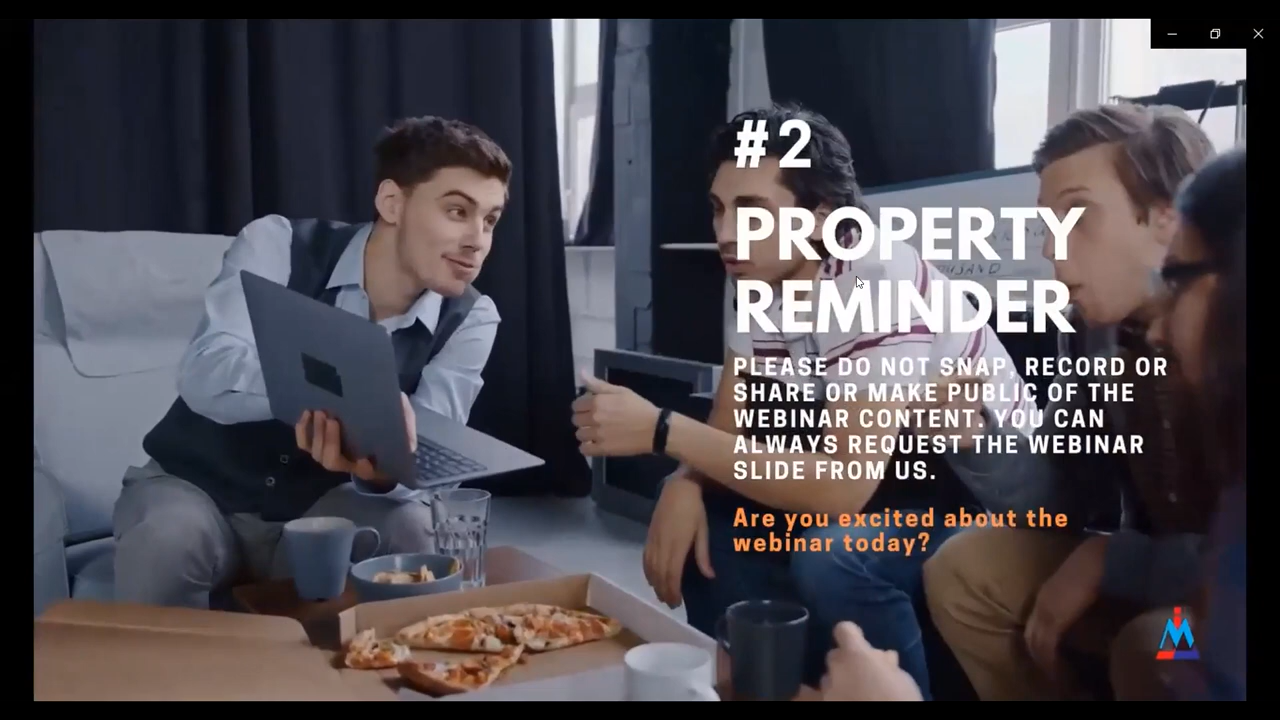 #2
PROPERTY
REMINDER
PLEASE DO NOT SNAP, RECORD OR
SHARE OR MAKE PUBLIC OF THE
WEBINAR CONTENT. YOU CAN
ALWAYS REQUEST THE WEBINAR
SLIDE FROM US.
Are you excited about the
webinar today?